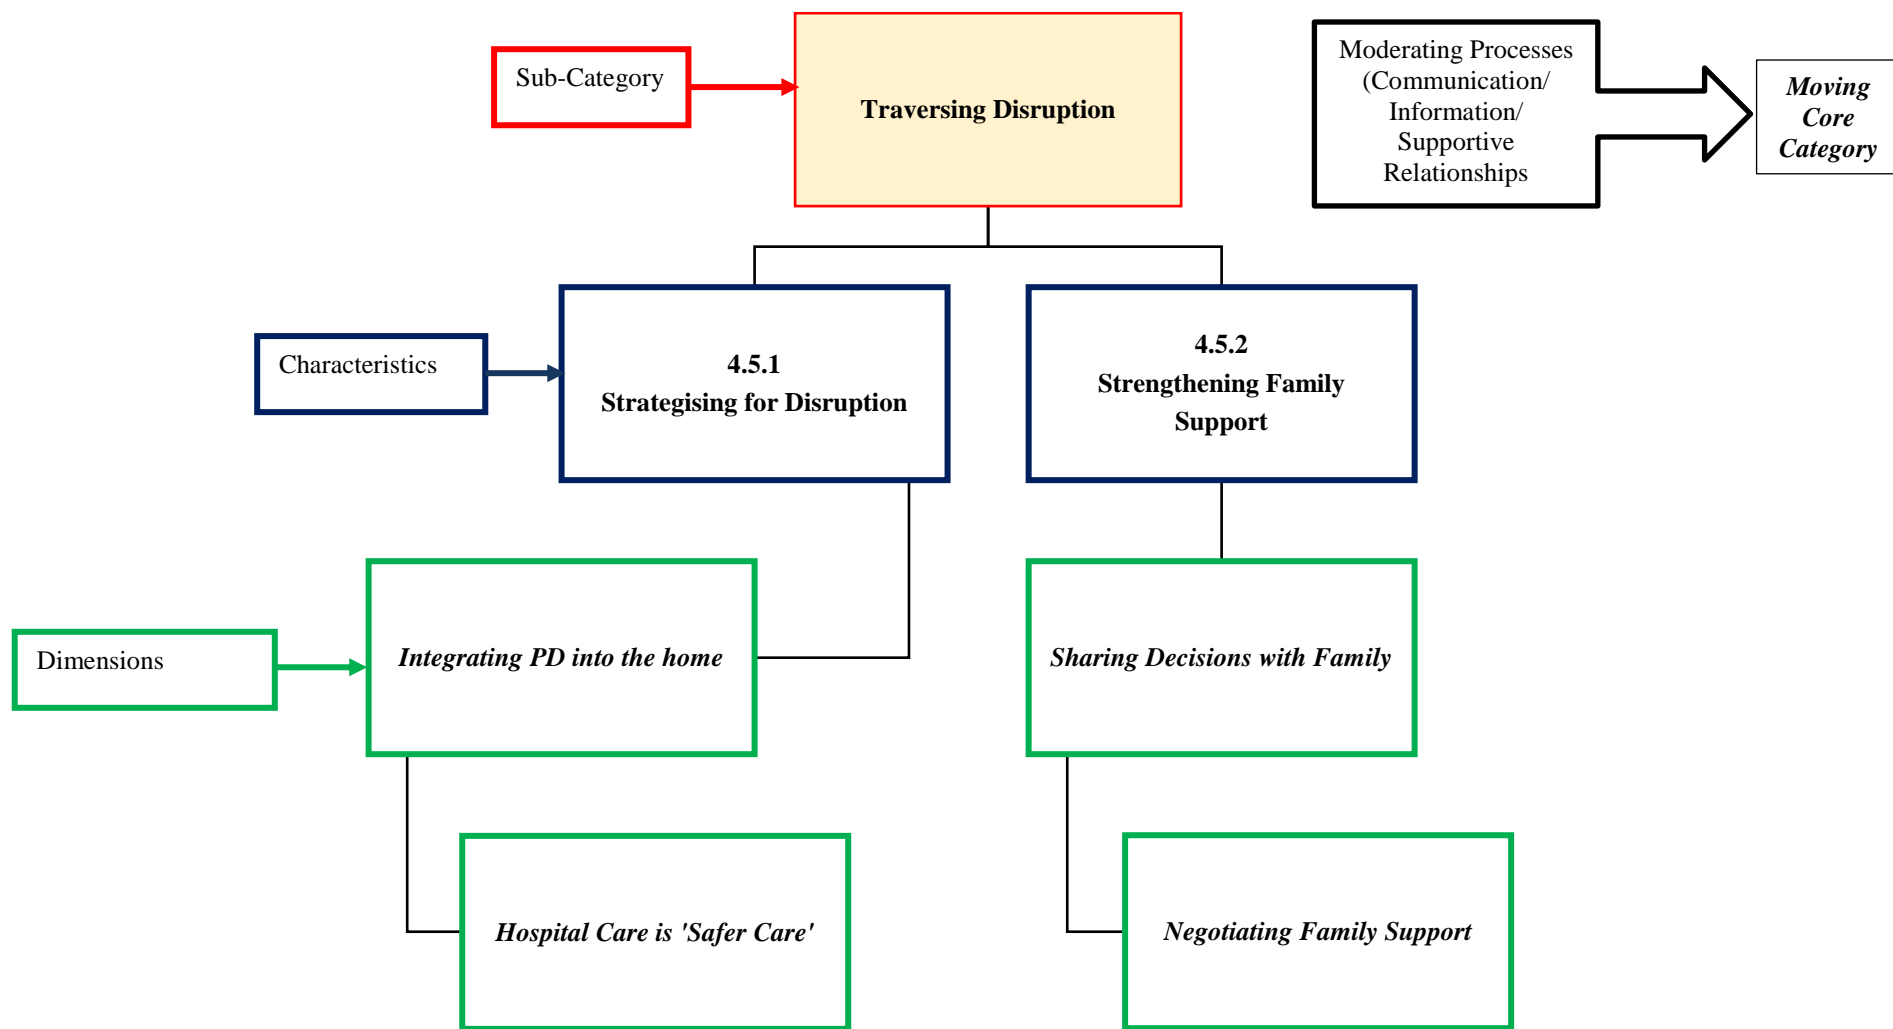 Sub-Category
Traversing Disruption
Moderating Processes
(Communication/
Information/
Supportive
Relationships
Moving
Core
Category
Characteristics
4.5.1
Strategising for Disruption
4.5.2
Strengthening Family
Support
Dimensions
Integrating PD into the home
Sharing Decisions with Family
Hospital Care is 'Safer Care'
Negotiating Family Support